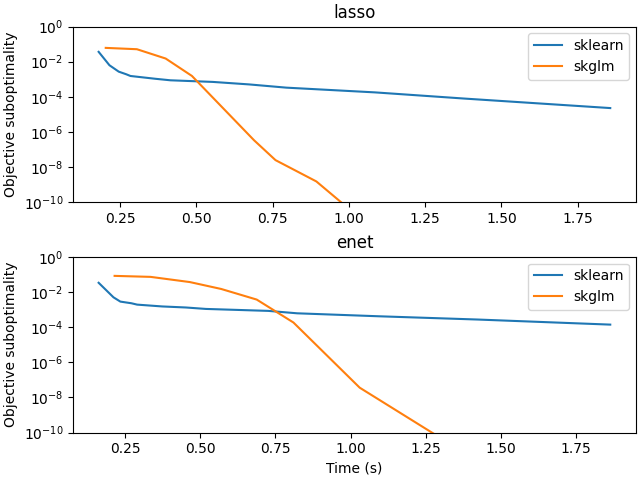 lasso
Objective suboptimality
10^0
10^-2
10^-4
10^-6
10^-8
10^-10
sklearn
skglm
0.25 0.50 0.75 1.00 1.25 1.50 1.75
enet
Objective suboptimality
10^0
10^-2
10^-4
10^-6
10^-8
10^-10
sklearn
skglm
0.25 0.50 0.75 1.00 1.25 1.50 1.75
Time (s)